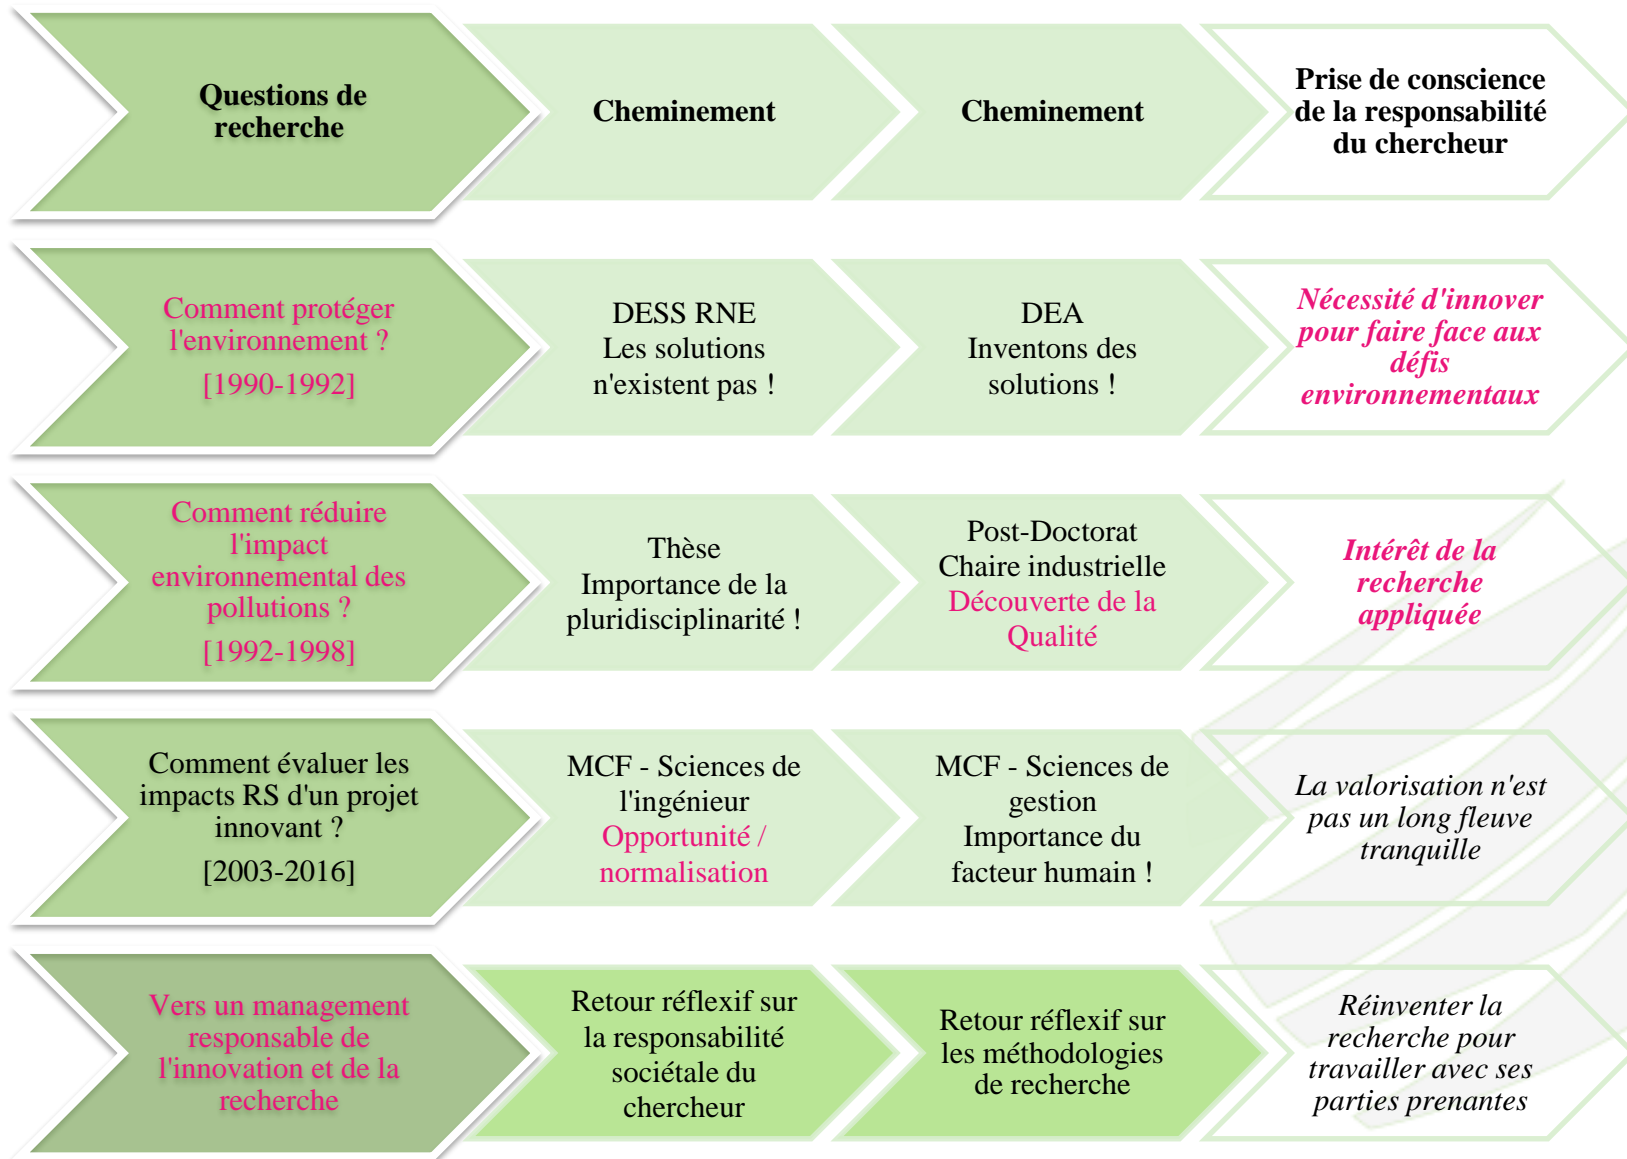 Questions de
recherche
Cheminement
Cheminement
Prise de conscience
de la responsabilité
du chercheur
Comment protéger
l'environnement ?
[1990-1992]
DESS RNE
Les solutions
n'existent pas !
DEA
Inventons des
solutions !
Nécessité d'innover
pour faire face aux
défis
environnementaux
Comment réduire
l'impact
environnemental des
pollutions ?
[1992-1998]
Thèse
Importance de la
pluridisciplinarité !
Post-Doctorat
Chaire industrielle
Découverte de la
Qualité
Intérêt de la
recherche
appliquée
Comment évaluer les
impacts RS d'un projet
innovant ?
[2003-2016]
MCF - Sciences de
l'ingénieur
Opportunité /
normalisation
MCF - Sciences de
gestion
Importance du
facteur humain !
La valorisation n'est
pas un long fleuve
tranquille
Vers un management
responsable de
l'innovation et de la
recherche
Retour réflexif sur
la responsabilité
sociétale du
chercheur
Retour réflexif sur
les méthodologies
de recherche
Réinventer la
recherche pour
travailler avec ses
parties prenantes